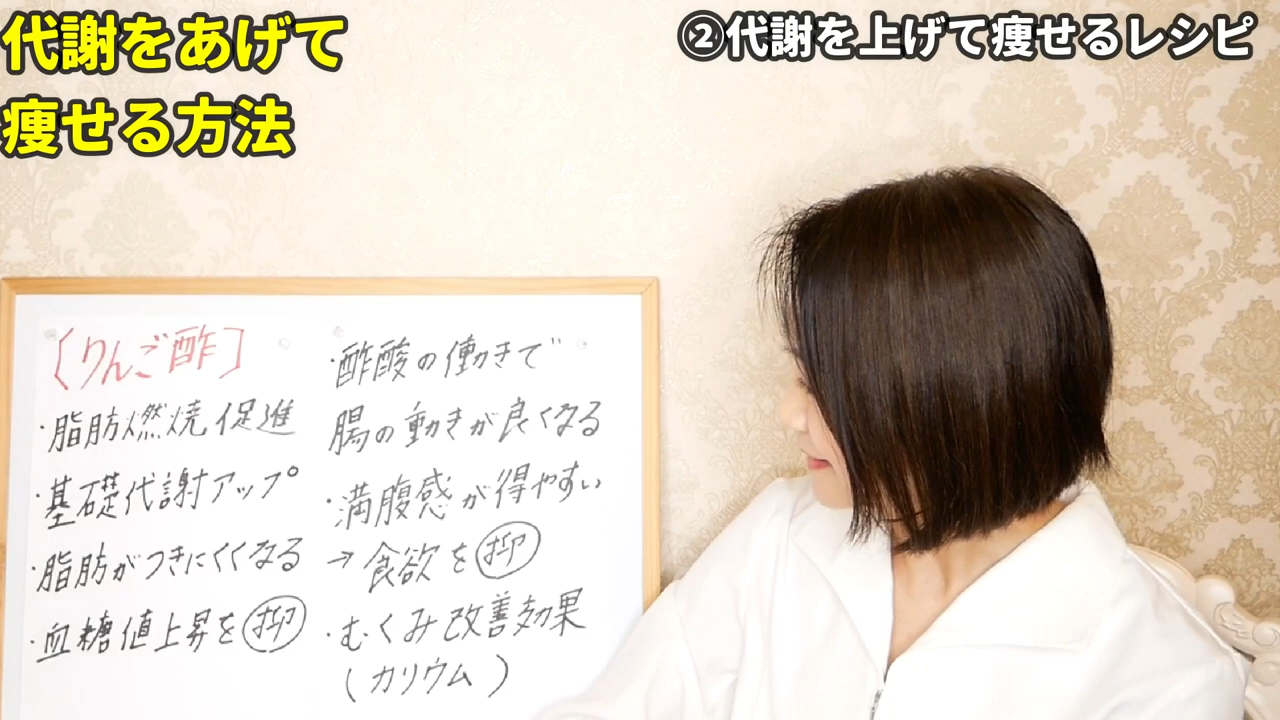 代謝をあげて
痩せる方法
②代謝を上げて痩せるレシピ
〔りんご酢〕
・脂肪燃焼促進
・基礎代謝アップ
・脂肪がつきにくくなる
・血糖値上昇を抑
・酢酸の働きで
腸の動きが良くなる
・満腹感が得やすい
→食欲を抑
・むくみ改善効果
(カリウム)